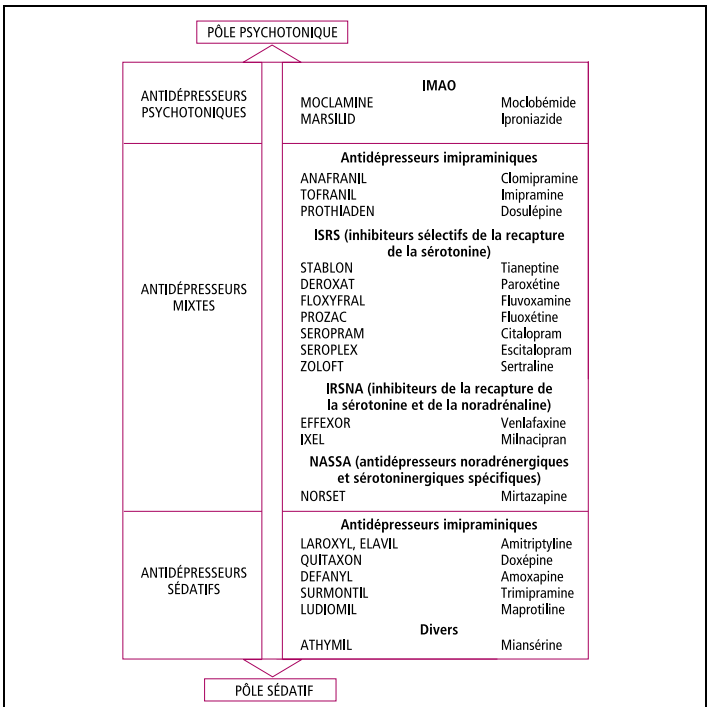 PÔLE PSYCHOTONIQUE
ANTIDÉPRESSEURS
PSYCHOTONIQUES
IMAO
MOCLAMINE Moclobémide
MARSILID Iproniazide
ANTIDÉPRESSEURS
MIXTES
Antidépresseurs imipraminiques
ANAFRANIL Clomipramine
TOFRANIL Imipramine
PROTHIADEN Dosulépine
ISRS (inhibiteurs sélectifs de la recapture
de la sérotonine)
STABLON Tianeptine
DEROXAT Paroxétine
FLOXYFRAL Fluvoxamine
PROZAC Fluoxétine
SEROPRAM Citalopram
SEROPLEX Escitalopram
ZOLOFT Sertraline
IRSNA (inhibiteurs de la recapture de
la sérotonine et de la noradrénaline)
EFFEXOR Venlafaxine
IXEL Milnacipran
NASSA (antidépresseurs noradrénergiques
et sérotoninergiques spécifiques)
NORSET Mirtazapine
ANTIDÉPRESSEURS
SÉDATIFS
Antidépresseurs imipraminiques
LAROXYL, ELAVIL Amitriptyline
QUITAXON Doxépine
DEFANYL Amoxapine
SURMONTIL Trimipramine
LUDIOMIL Maprotiline
Divers
ATHYMIL Miansérine
PÔLE SÉDATIF